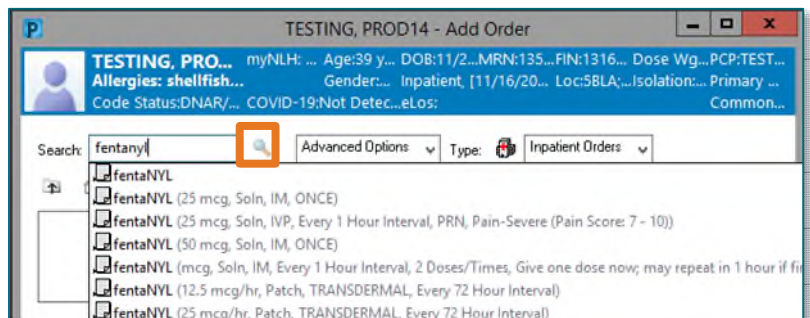 P TESTING, PROD14 - Add Order
TESTING, PRO... myNLH: ... Age:39 y... DOB:11/2...MRN:135...FIN:1316... Dose Wg...PCP:TEST...
Allergies: shellfish... Gender:... Inpatient, [11/16/20... Loc:5BLA;...Isolation:... Primary ...
Code Status:DNAR/... COVID-19:Not Detec...eLos: Common...
Search: fentanyl Advanced Options Type: Inpatient Orders
fentaNYL
fentaNYL (25 mcg, Soln, IM, ONCE)
fentaNYL (25 mcg, Soln, IVP, Every 1 Hour Interval, PRN, Pain-Severe (Pain Score: 7 - 10))
fentaNYL (50 mcg, Soln, IM, ONCE)
fentaNYL (mcg, Soln, IM, Every 1 Hour Interval, 2 Doses/Times, Give one dose now; may repeat in 1 hour if fi
fentaNYL (12.5 mcg/hr, Patch, TRANSDERMAL, Every 72 Hour Interval)
fentaNYL (25 mcg/hr, Patch, TRANSDERMAL, Every 72 Hour Interval)